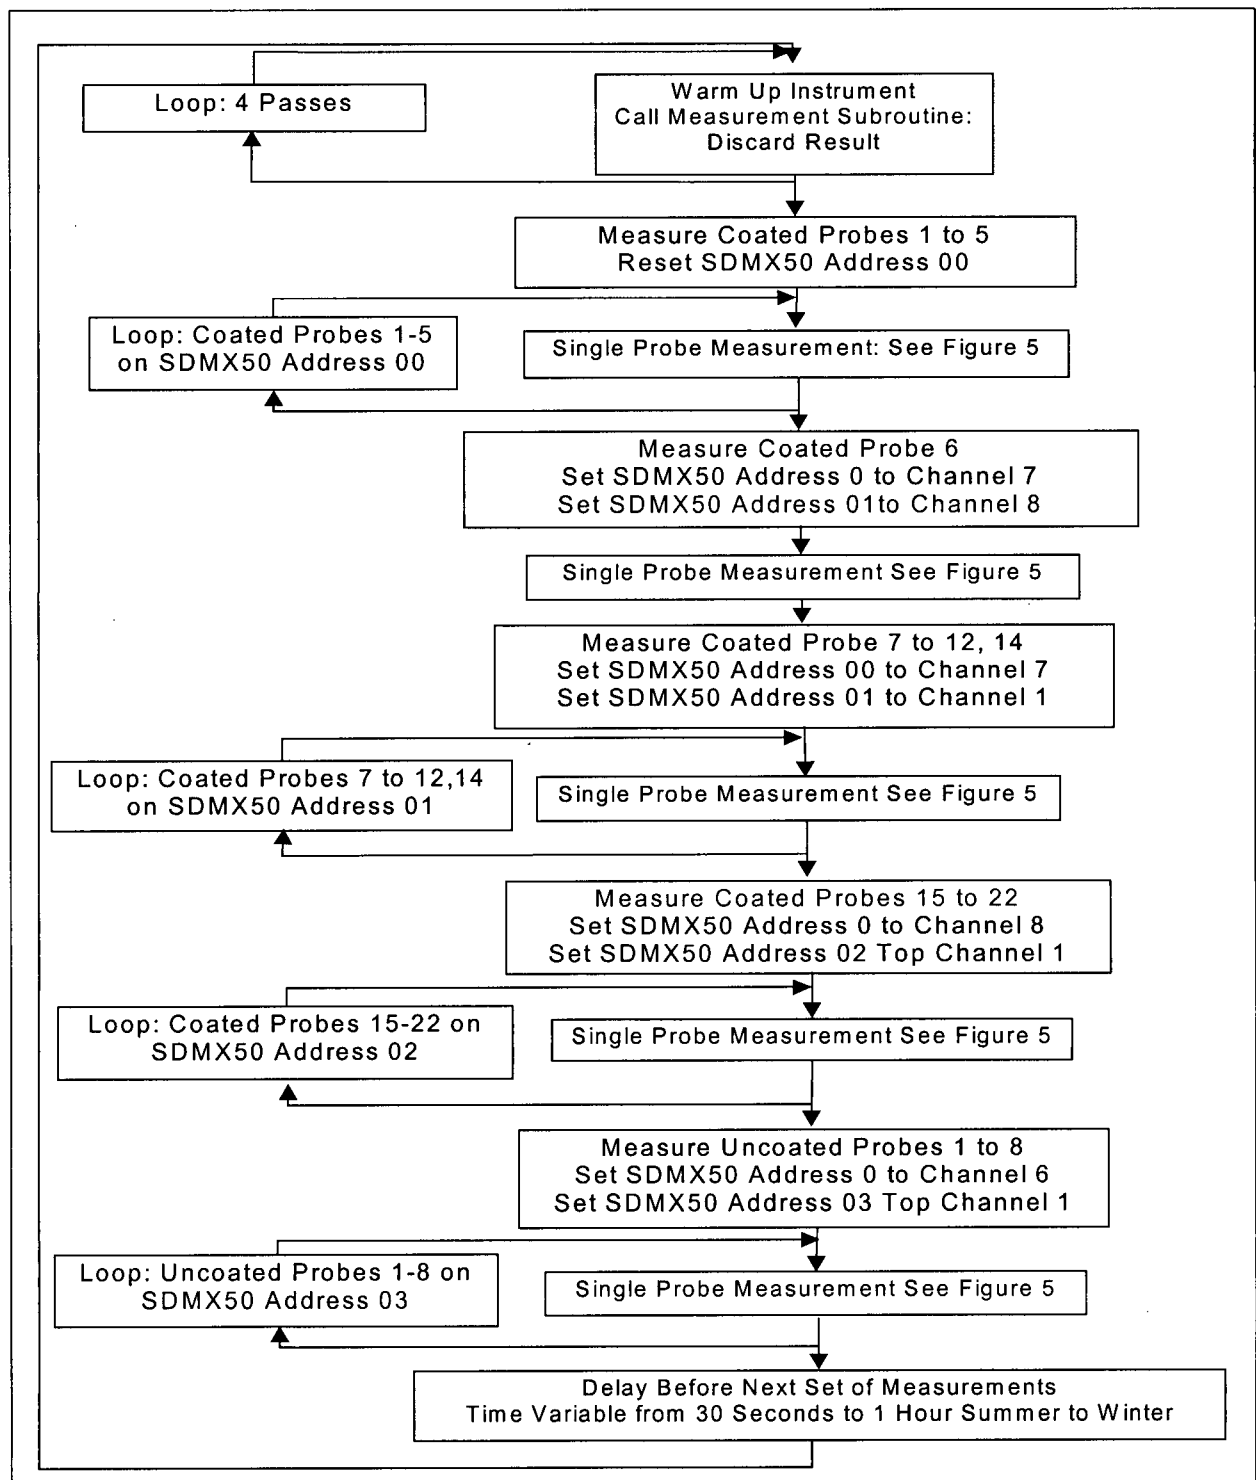 Loop: 4 Passes
Warm Up Instrument
Call Measurement Subroutine:
Discard Result
Measure Coated Probes 1 to 5
Reset SDMX50 Address 00
Loop: Coated Probes 1-5
on SDMX50 Address 00
Single Probe Measurement: See Figure 5
Measure Coated Probe 6
Set SDMX50 Address 0 to Channel 7
Set SDMX50 Address 01to Channel 8
Single Probe Measurement See Figure 5
Measure Coated Probe 7 to 12, 14
Set SDMX50 Address 00 to Channel 7
Set SDMX50 Address 01 to Channel 1
Loop: Coated Probes 7 to 12,14
on SDMX50 Address 01
Single Probe Measurement See Figure 5
Measure Coated Probes 15 to 22
Set SDMX50 Address 0 to Channel 8
Set SDMX50 Address 02 Top Channel 1
Loop: Coated Probes 15-22 on
SDMX50 Address 02
Single Probe Measurement See Figure 5
Measure Uncoated Probes 1 to 8
Set SDMX50 Address 0 to Channel 6
Set SDMX50 Address 03 Top Channel 1
Loop: Uncoated Probes 1-8 on
SDMX50 Address 03
Single Probe Measurement See Figure 5
Delay Before Next Set of Measurements
Time Variable from 30 Seconds to 1 Hour Summer to Winter